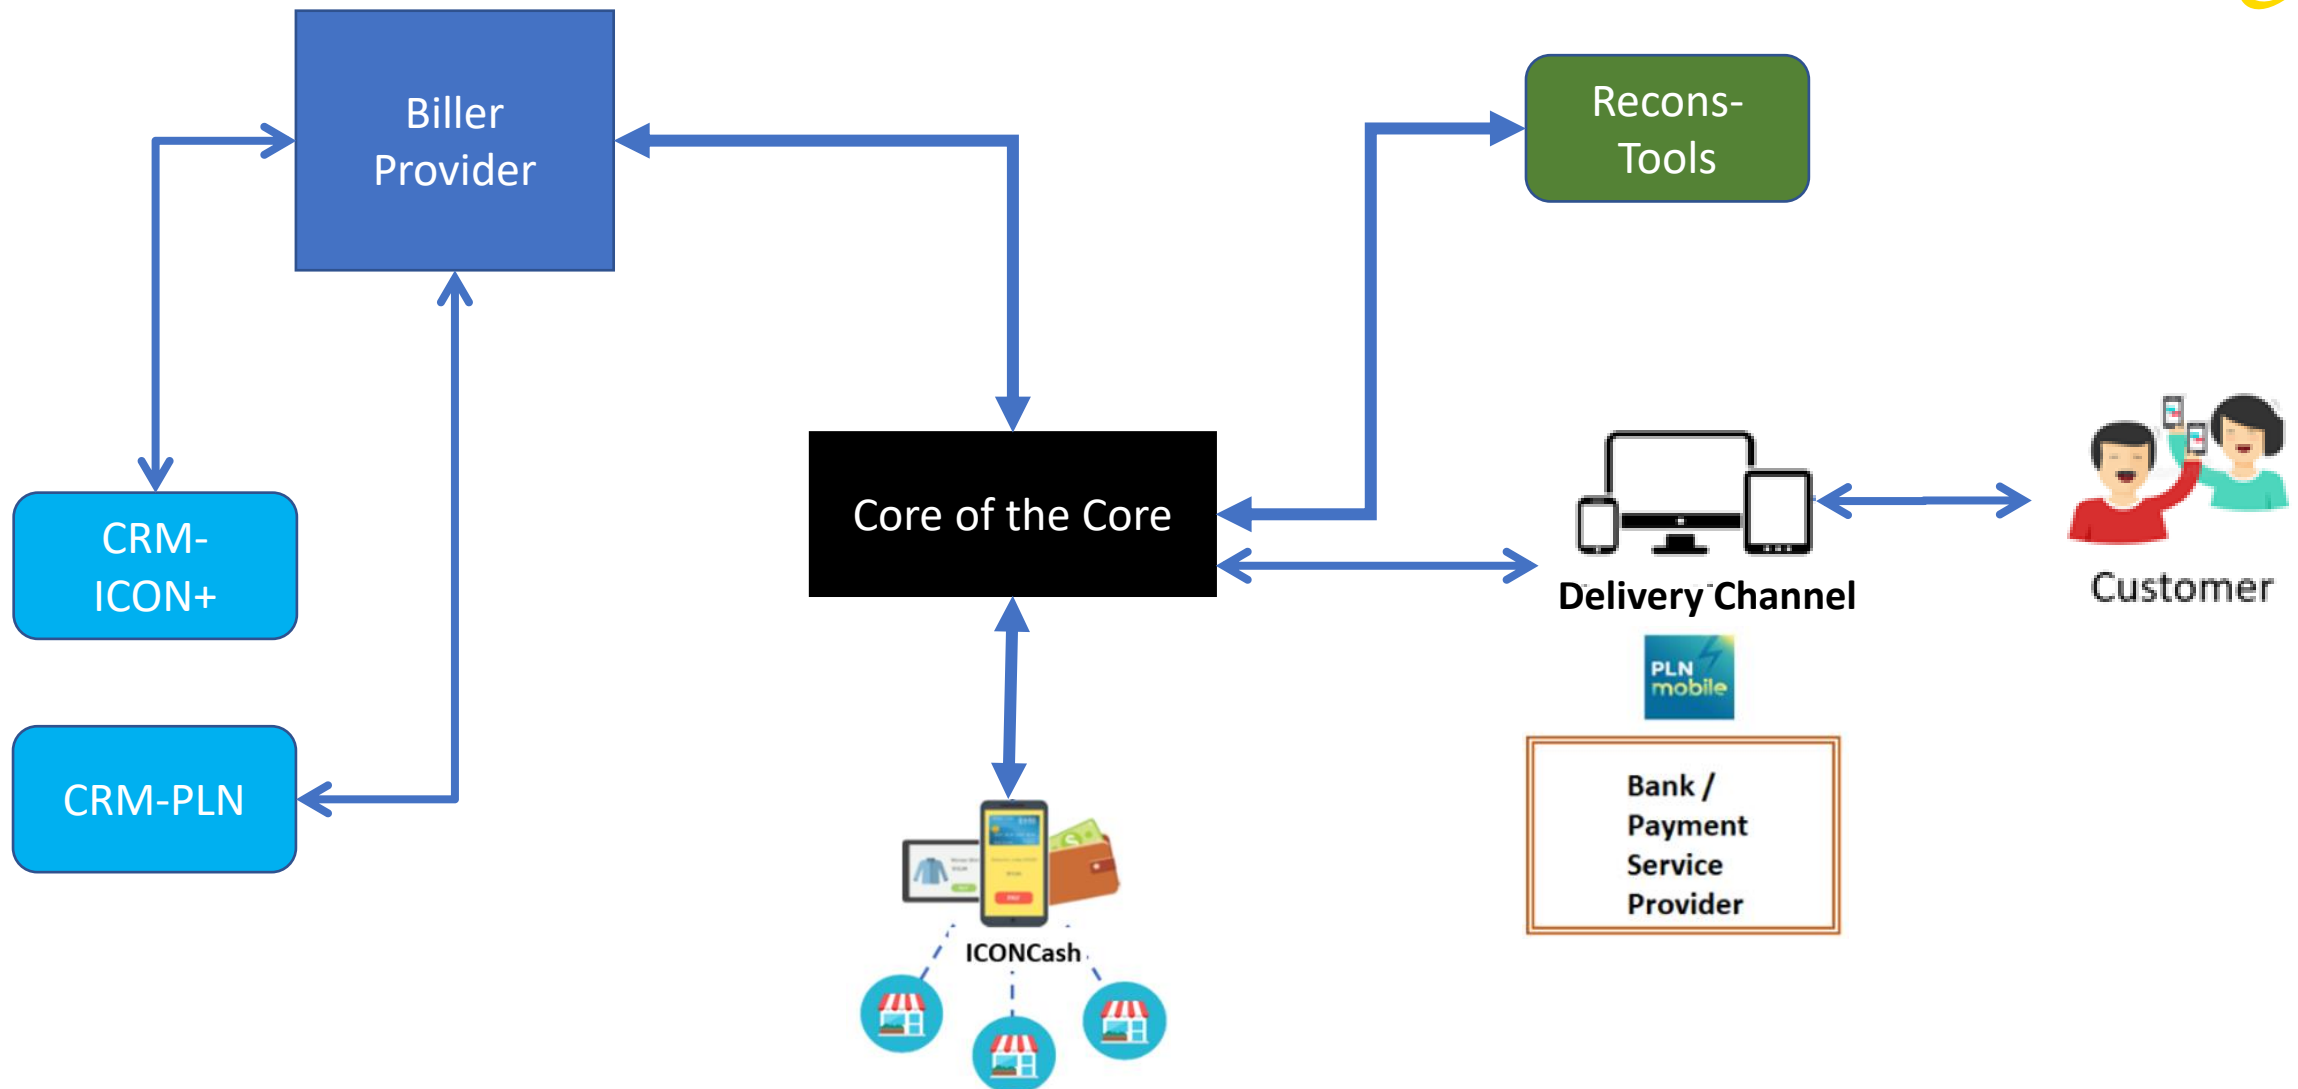 Biller
Provider
Recons-
Tools
CRM-
ICON+
Core of the Core
Delivery Channel
Customer
PLN
mobile
CRM-PLN
Bank /
Payment
Service
Provider
ICONCash